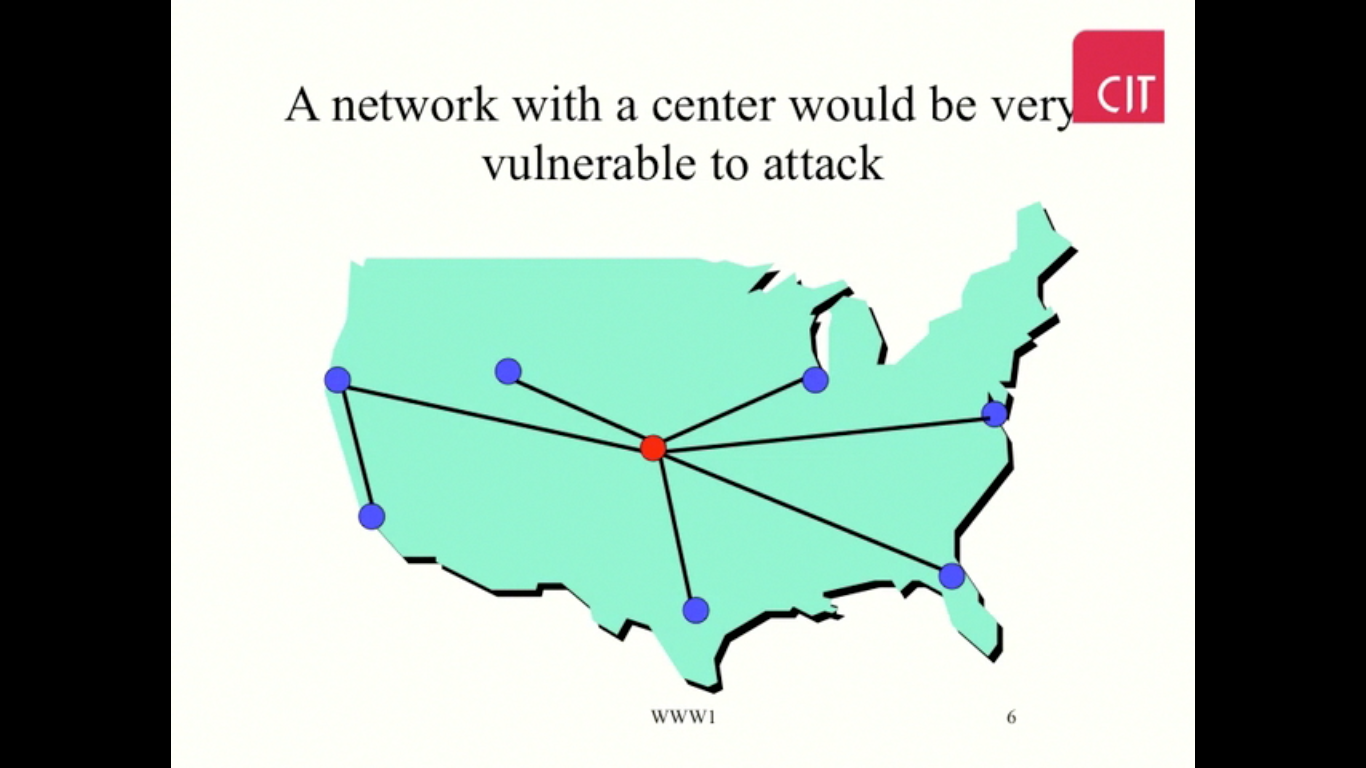 CIT
A network with a center would be very
vulnerable to attack
WWW1
6